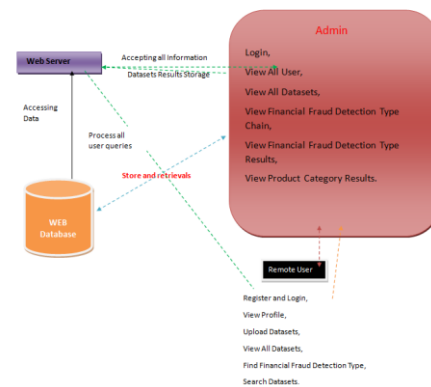 Admin
Web Server
Accepting all Information
Login,
Datasets Results Storage
View All User,
View All Datasets,
View Financial Fraud Detection Type
Chain,
View Financial Fraud Detection Type
Results,
View Product Category Results.
Accessing
Data
Process all
user queries
Store and retrievals
WEB
Database
Remote User
Register and Login,
View Profile,
Upload Datasets,
View All Datasets,
Find Financial Fraud Detection Type,
Search Datasets.